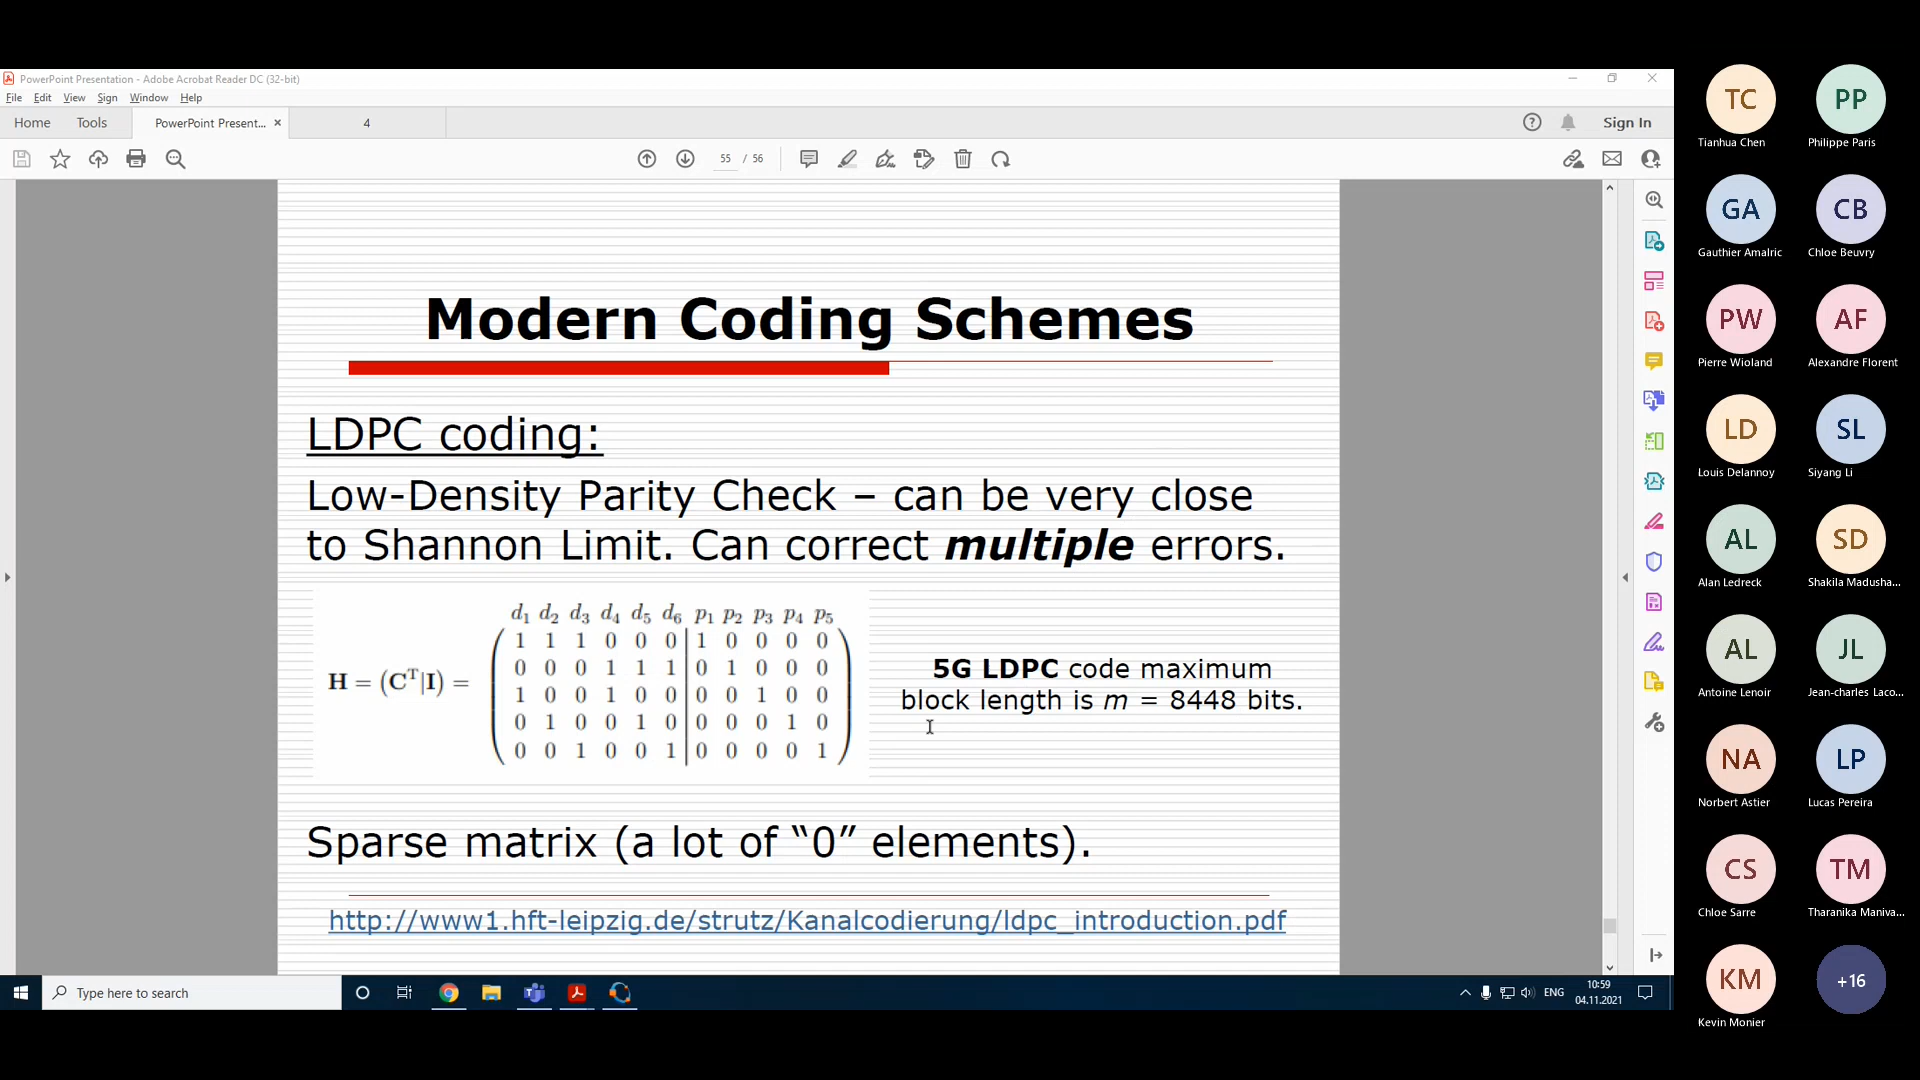 PowerPoint Presentation - Adobe Acrobat Reader DC (32-bit)
File Edit View Sign Window Help
Home Tools PowerPoint Present... × 4 Sign In
55 / 56
Modern Coding Schemes
LDPC coding:
Low-Density Parity Check – can be very close
to Shannon Limit. Can correct multiple errors.
d1 d2 d3 d4 d5 d6 p1 p2 p3 p4 p5
1 1 1 0 0 0 | 1 0 0 0 0
0 0 0 1 1 1 | 0 1 0 0 0
H = (C^T|I) =
1 0 0 1 0 0 | 0 0 1 0 0
0 1 0 0 1 0 | 0 0 0 1 0
0 0 1 0 0 1 | 0 0 0 0 1
5G LDPC code maximum
block length is m = 8448 bits.
Sparse matrix (a lot of “0” elements).
http://www1.hft-leipzig.de/strutz/Kanalcodierung/ldpc_introduction.pdf
Type here to search
ENG
10:59
04.11.2021
TC PP
Tianhua Chen Philippe Paris
GA CB
Gauthier Amalric Chloe Beuvry
PW AF
Pierre Wioland Alexandre Florent
LD SL
Louis Delannoy Siyang Li
AL SD
Alan Ledreck Shakila Madusha...
AL JL
Antoine Lenoir Jean-charles Laco...
NA LP
Norbert Astier Lucas Pereira
CS TM
Chloe Sarre Tharanika Maniva...
KM +16
Kevin Monier